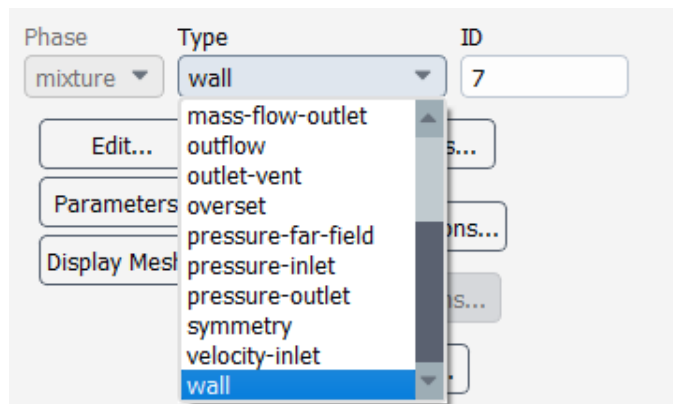 Phase Type ID
mixture wall 7
mass-flow-outlet
Edit... outflow s...
outlet-vent
Parameters overset
pressure-far-field ons...
Display Mesh pressure-inlet
pressure-outlet s...
symmetry
velocity-inlet
wall .